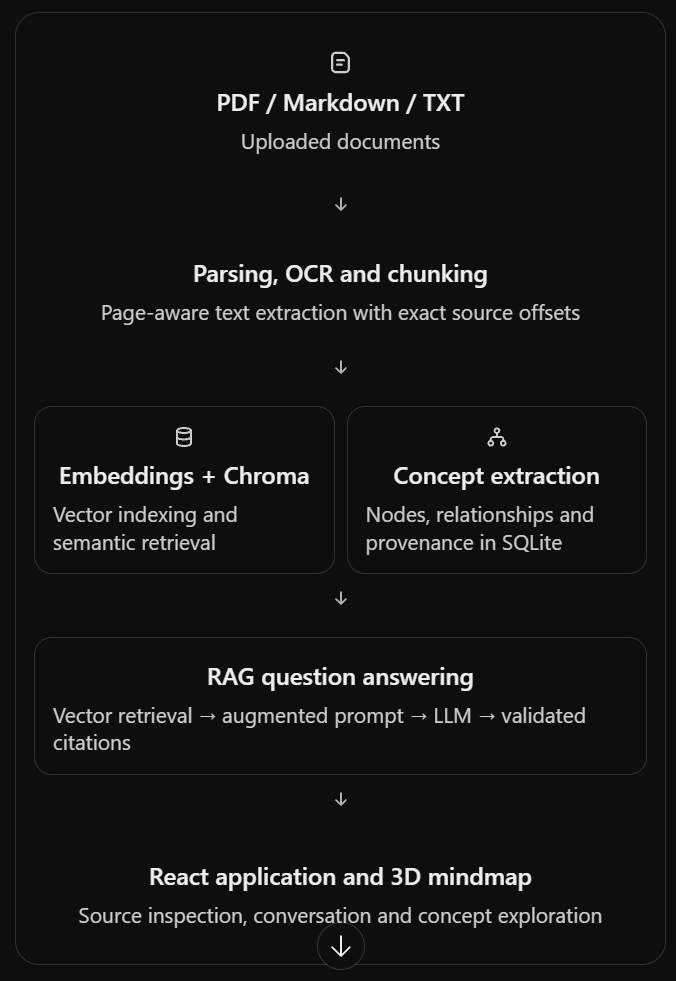 PDF / Markdown / TXT
Uploaded documents
Parsing, OCR and chunking
Page-aware text extraction with exact source offsets
Embeddings + Chroma
Vector indexing and
semantic retrieval
Concept extraction
Nodes, relationships and
provenance in SQLite
RAG question answering
Vector retrieval → augmented prompt → LLM → validated
citations
React application and 3D mindmap
Source inspection, conversation and concept exploration